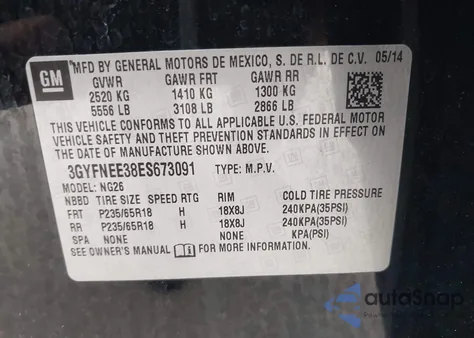 GM
MFD BY GENERAL MOTORS DE MEXICO, S. DE R.L. DE C.V. 05/14
GVWR GAWR FRT GAWR RR
2520 KG 1410 KG 1300 KG
5556 LB 3108 LB 2866 LB
THIS VEHICLE CONFORMS TO ALL APPLICABLE U.S. FEDERAL MOTOR
VEHICLE SAFETY AND THEFT PREVENTION STANDARDS IN EFFECT ON THE
DATE OF MANUFACTURE SHOWN ABOVE.
3GYFNEE38ES673091 TYPE: M.P.V.
MODEL: NG26
NBBD TIRE SIZE SPEED RTG RIM COLD TIRE PRESSURE
FRT P235/65R18 H 18X8J 240KPA(35PSI)
RR P235/65R18 H 18X8J 240KPA(35PSI)
SPA NONE NONE KPA(PSI)
SEE OWNER'S MANUAL FOR MORE INFORMATION
autoSnap